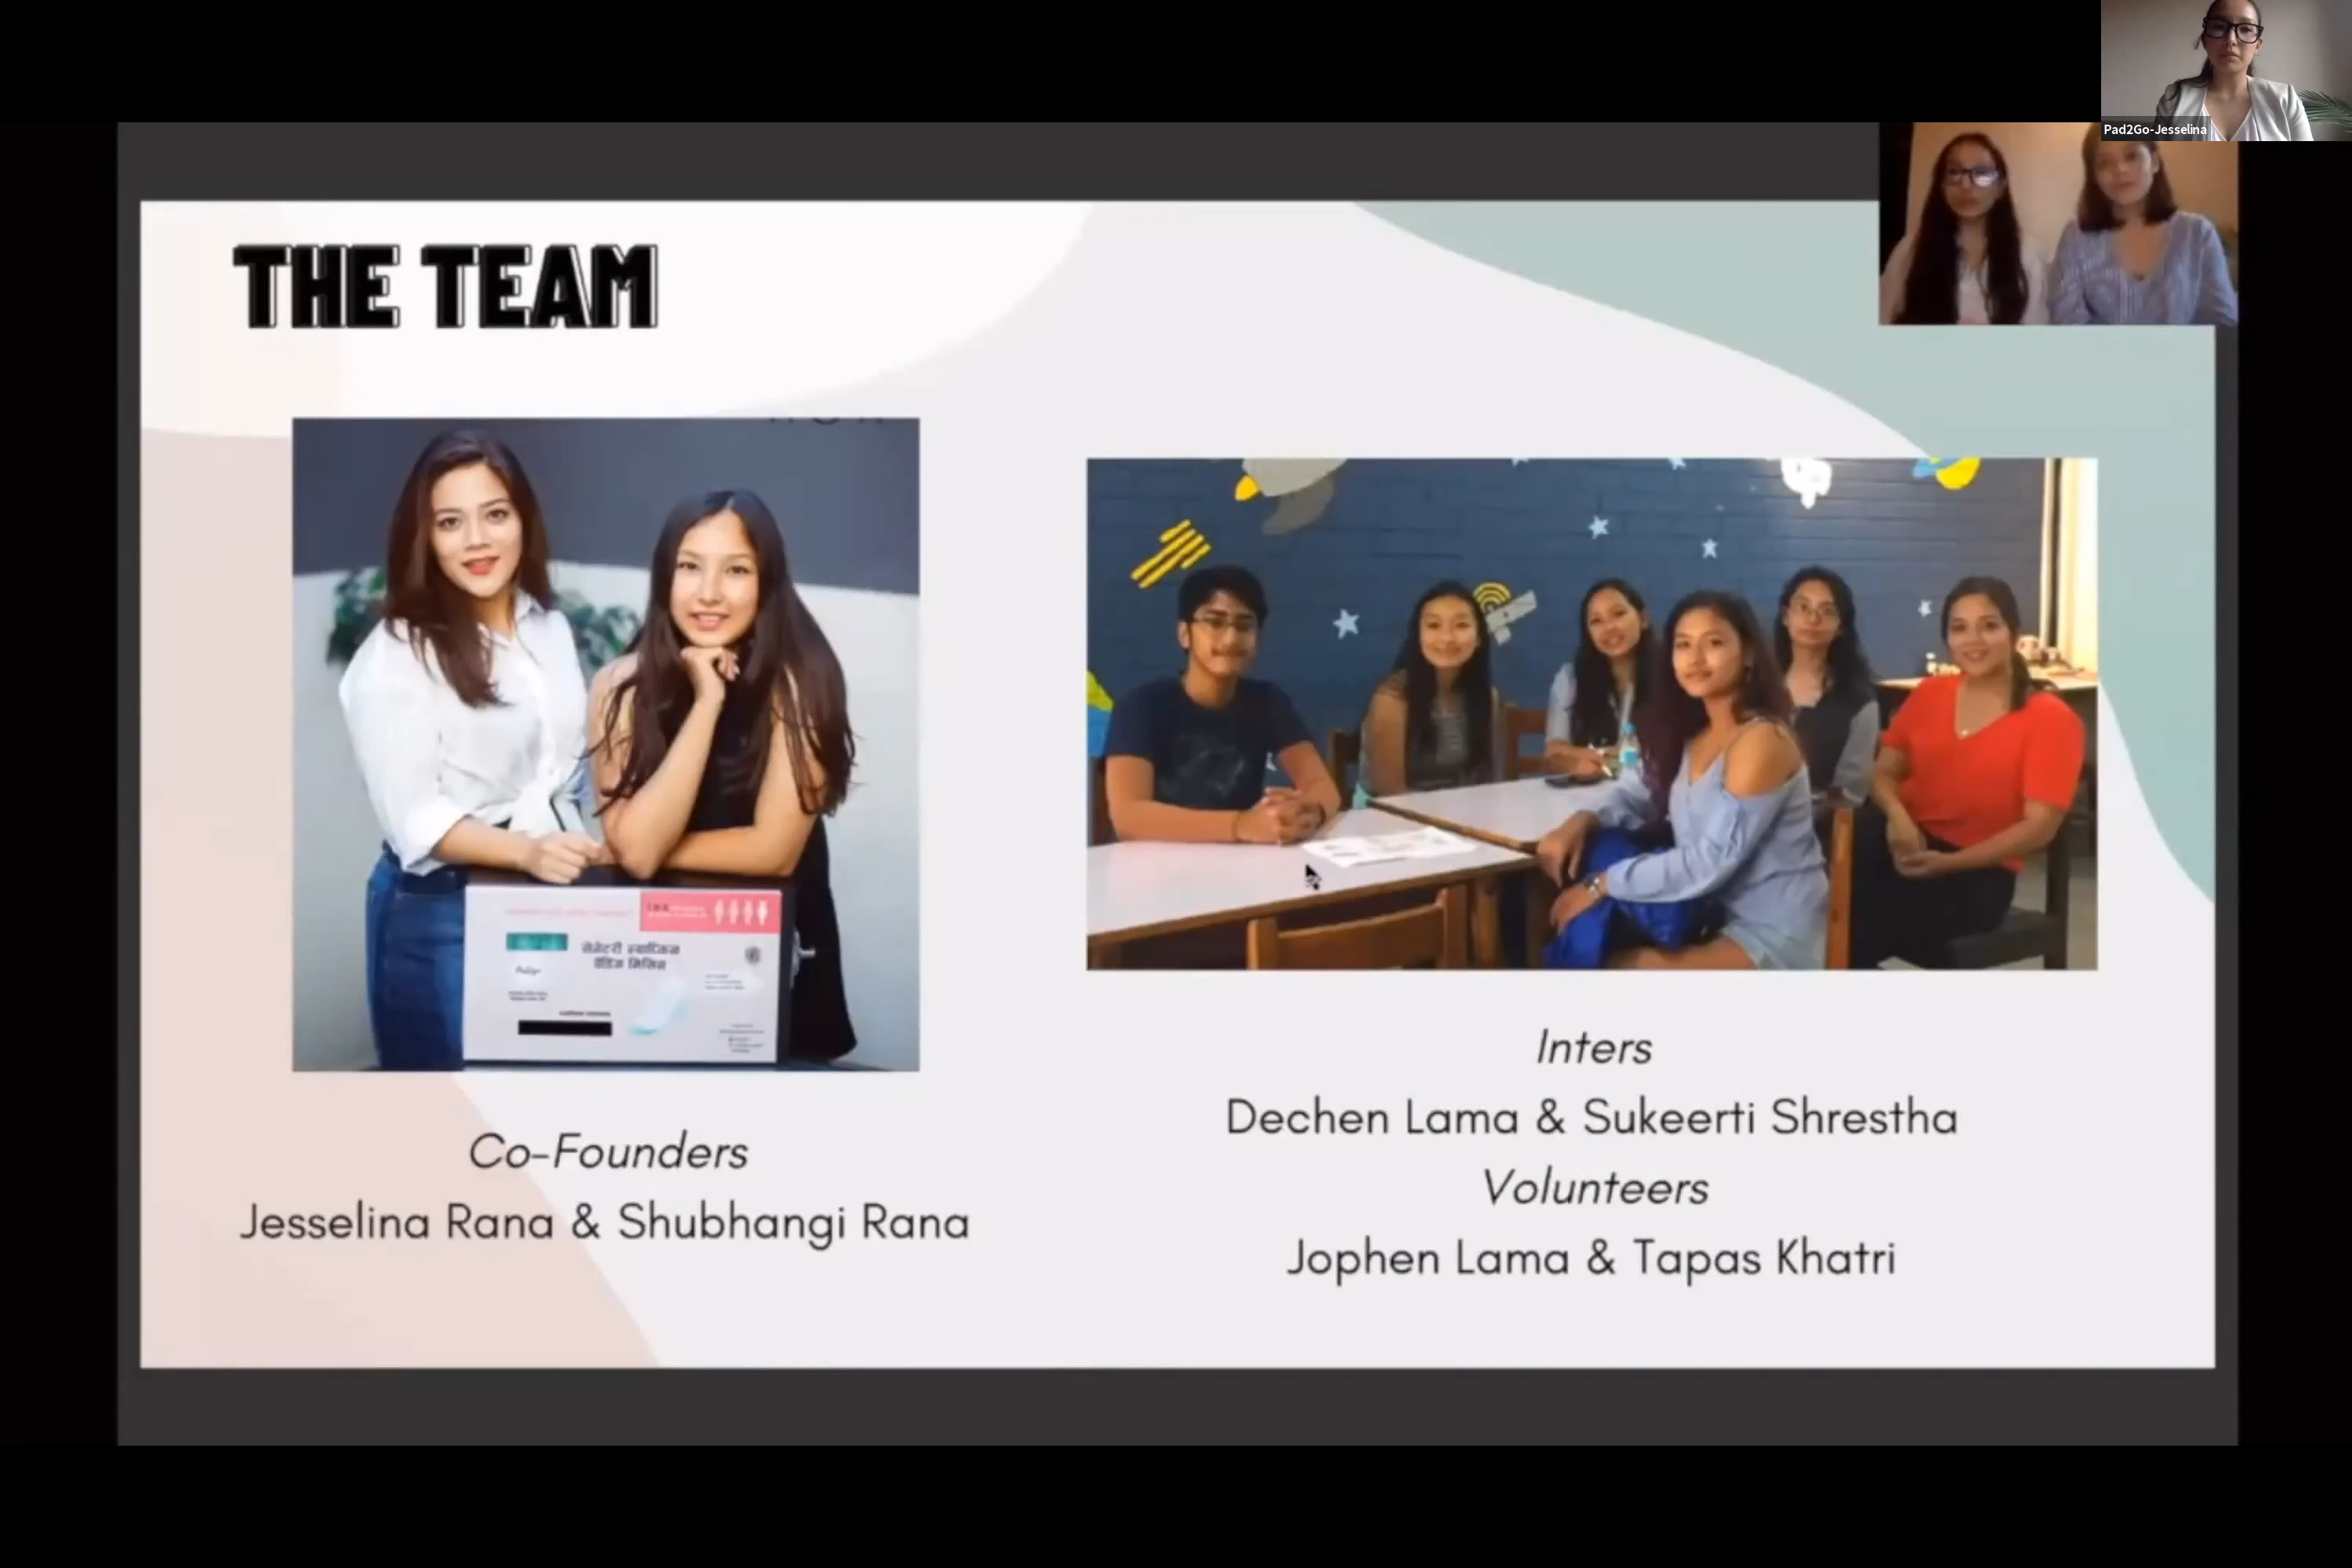 Pad2Go-Jesselina
THE TEAM
सेनेटरी न्याप्किन
भेंडिङ मिसिन
Co-Founders
Jesselina Rana & Shubhangi Rana
Inters
Dechen Lama & Sukeerti Shrestha
Volunteers
Jophen Lama & Tapas Khatri